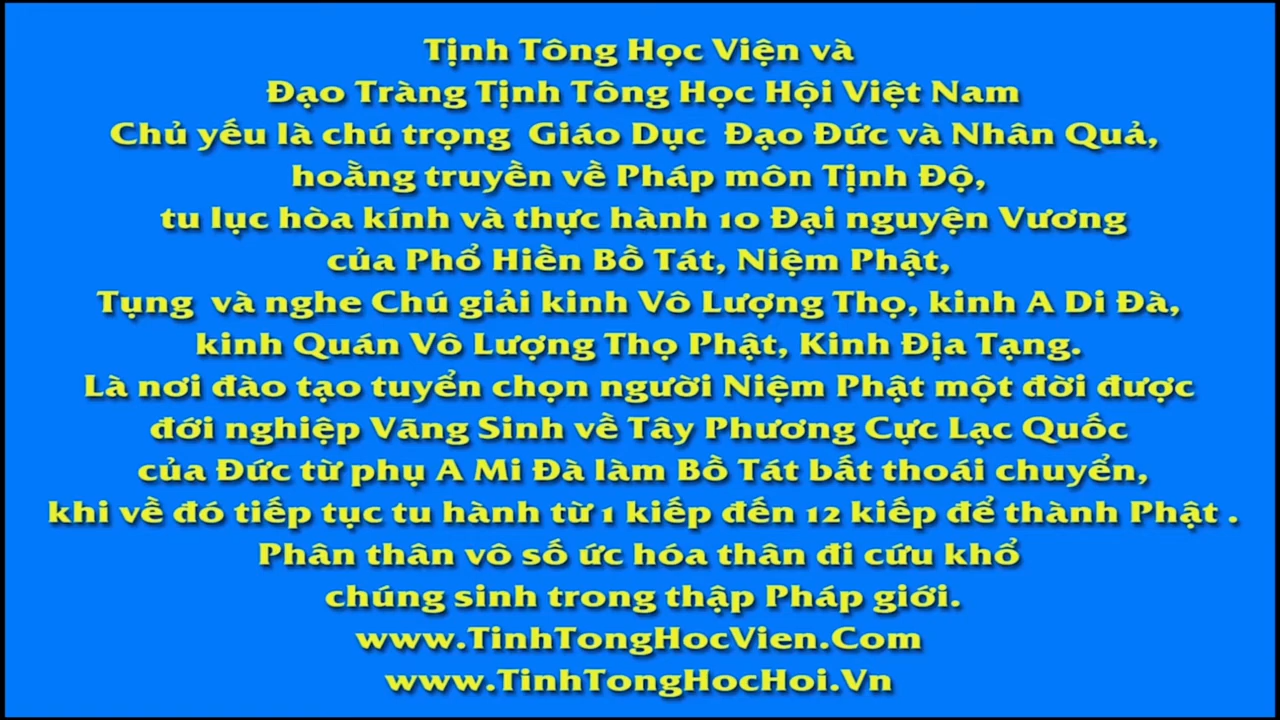 Tịnh Tông Học Viện và
Đạo Tràng Tịnh Tông Học Hội Việt Nam
Chủ yếu là chú trọng Giáo Dục Đạo Đức và Nhân Quả,
hoằng truyền về Pháp môn Tịnh Độ,
tu lục hòa kính và thực hành 10 Đại nguyện Vương
của Phổ Hiền Bồ Tát, Niệm Phật,
Tụng và nghe Chú giải kinh Vô Lượng Thọ, kinh A Di Đà,
kinh Quán Vô Lượng Thọ Phật, Kinh Địa Tạng.
Là nơi đào tạo tuyển chọn người Niệm Phật một đời được
đới nghiệp Vãng Sinh về Tây Phương Cực Lạc Quốc
của Đức từ phụ A Mi Đà làm Bồ Tát bất thoái chuyển,
khi về đó tiếp tục tu hành từ 1 kiếp đến 12 kiếp để thành Phật .
Phân thân vô số ức hóa thân đi cứu khổ
chúng sinh trong thập Pháp giới.
www.TinhTongHocVien.Com
www.TinhTongHocHoi.Vn